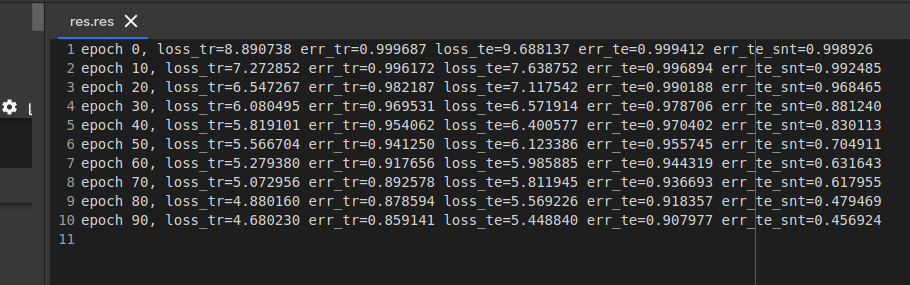 res.res
1 epoch 0, loss_tr=8.890738 err_tr=0.999687 loss_te=9.688137 err_te=0.999412 err_te_snt=0.998926
2 epoch 10, loss_tr=7.272852 err_tr=0.996172 loss_te=7.638752 err_te=0.996894 err_te_snt=0.992485
3 epoch 20, loss_tr=6.547267 err_tr=0.982187 loss_te=7.117542 err_te=0.990188 err_te_snt=0.968465
4 epoch 30, loss_tr=6.080495 err_tr=0.969531 loss_te=6.571914 err_te=0.978706 err_te_snt=0.881240
5 epoch 40, loss_tr=5.819101 err_tr=0.954062 loss_te=6.400577 err_te=0.970402 err_te_snt=0.830113
6 epoch 50, loss_tr=5.566704 err_tr=0.941250 loss_te=6.123386 err_te=0.955745 err_te_snt=0.704911
7 epoch 60, loss_tr=5.279380 err_tr=0.917656 loss_te=5.985885 err_te=0.944319 err_te_snt=0.631643
8 epoch 70, loss_tr=5.072956 err_tr=0.892578 loss_te=5.811945 err_te=0.936693 err_te_snt=0.617955
9 epoch 80, loss_tr=4.880160 err_tr=0.878594 loss_te=5.569226 err_te=0.918357 err_te_snt=0.479469
10 epoch 90, loss_tr=4.680230 err_tr=0.859141 loss_te=5.448840 err_te=0.907977 err_te_snt=0.456924
11